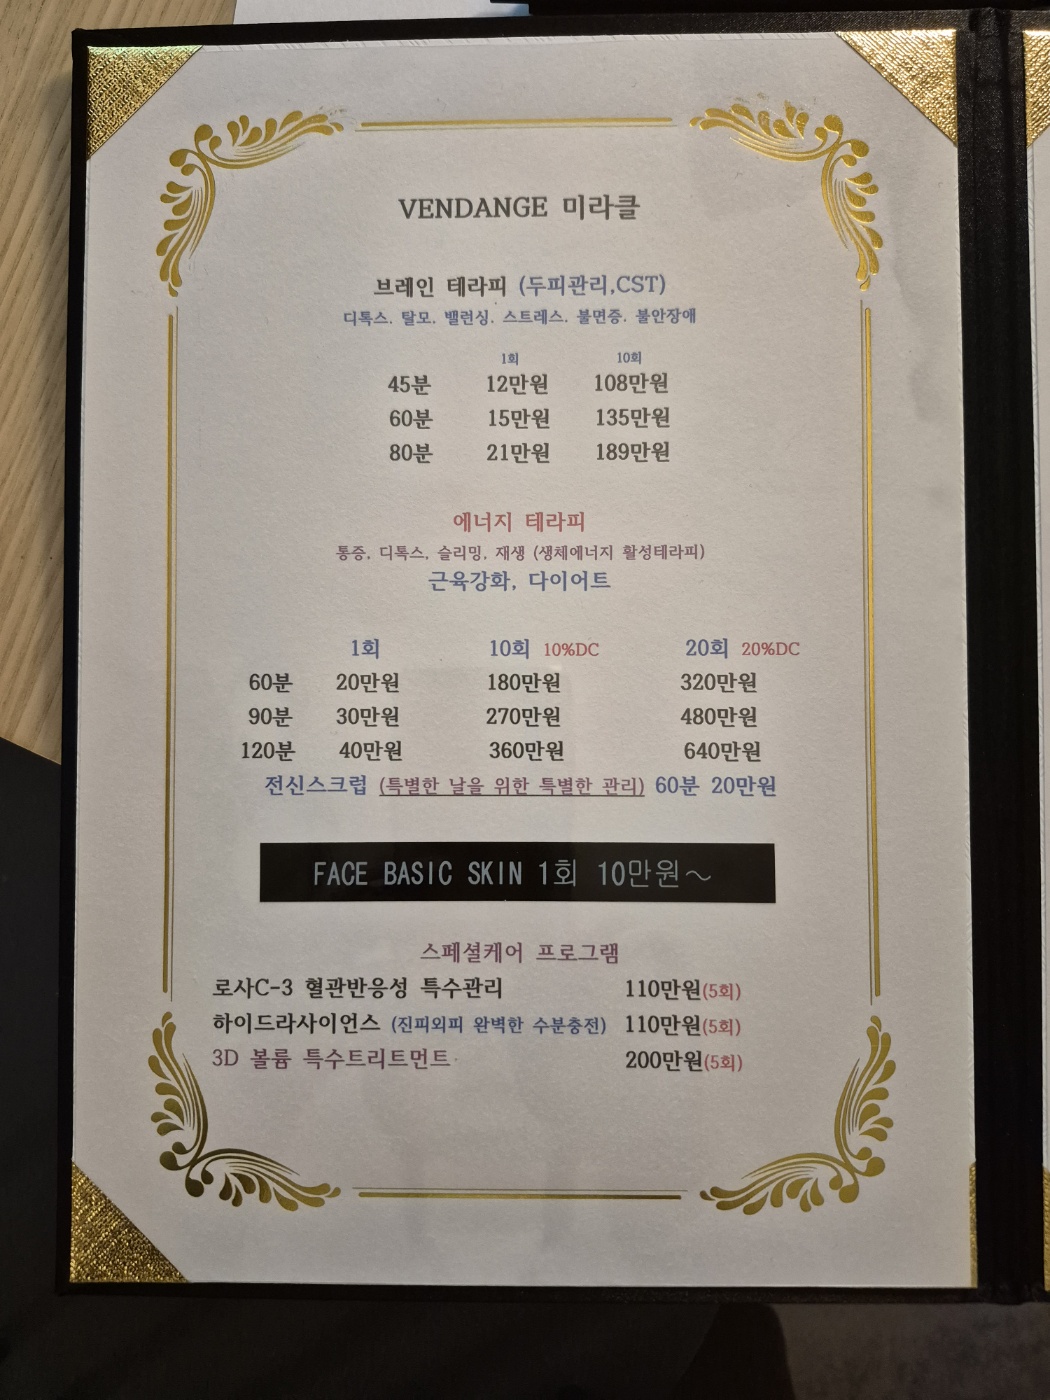 VENDANGE 미라클
브레인 테라피 (두피관리,CST)
디톡스. 탈모. 밸런싱. 스트레스. 불면증. 불안장애
1회 10회
45분 12만원 108만원
60분 15만원 135만원
80분 21만원 189만원
에너지 테라피
통증, 디톡스, 슬리밍, 재생 (생체에너지 활성테라피)
근육강화, 다이어트
1회 10회 10%DC 20회 20%DC
60분 20만원 180만원 320만원
90분 30만원 270만원 480만원
120분 40만원 360만원 640만원
전신스크럽 (특별한 날을 위한 특별한 관리) 60분 20만원
FACE BASIC SKIN 1회 10만원~
스페셜케어 프로그램
로사C-3 혈관반응성 특수관리 110만원(5회)
하이드라사이언스 (진피외피 완벽한 수분충전) 110만원(5회)
3D 볼륨 특수트리트먼트 200만원(5회)